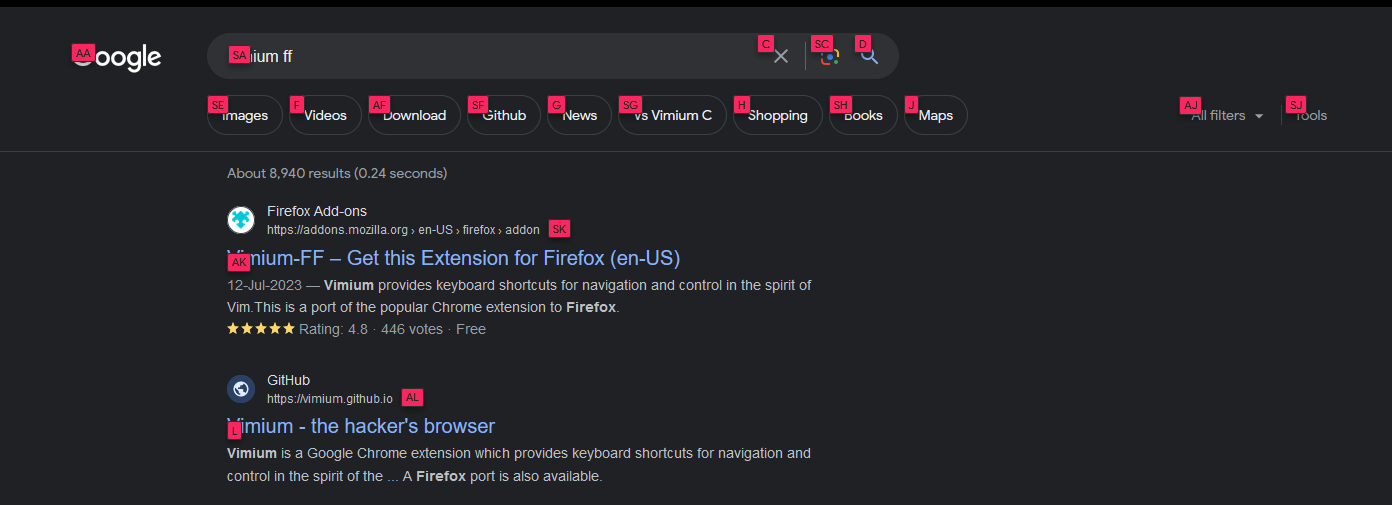 AA oogle SA ium ff C SC D
SE Images F Videos AF Download SF Github G News SG vs Vimium C H Shopping SH Books J Maps AJ All filters SJ Tools
About 8,940 results (0.24 seconds)
Firefox Add-ons
https://addons.mozilla.org › en-US › firefox › addon SK
Vimium-FF – Get this Extension for Firefox (en-US)
AK
12-Jul-2023 — Vimium provides keyboard shortcuts for navigation and control in the spirit of
Vim.This is a port of the popular Chrome extension to Firefox.
Rating: 4.8 · 446 votes · Free
GitHub
https://vimium.github.io AL
Vimium - the hacker's browser
L
Vimium is a Google Chrome extension which provides keyboard shortcuts for navigation and
control in the spirit of the ... A Firefox port is also available.